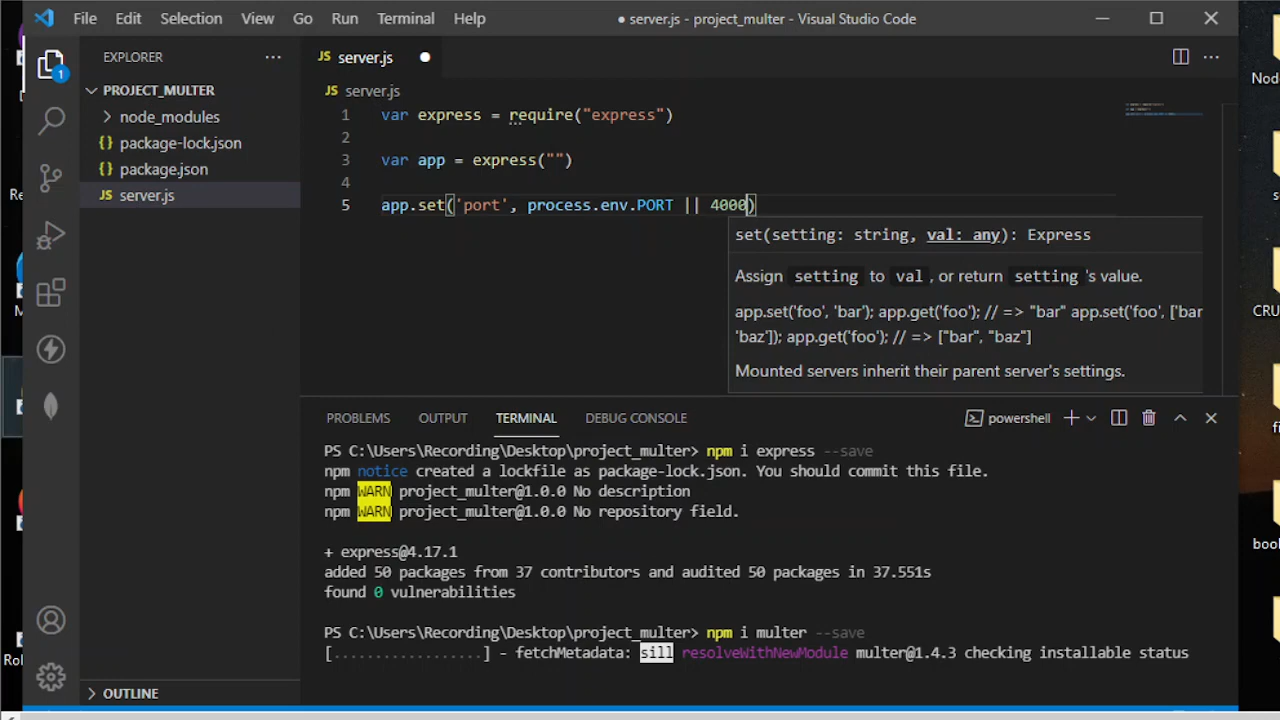 File Edit Selection View Go Run Terminal Help ● server.js - project_multer - Visual Studio Code
EXPLORER ···
JS server.js ●
1
PROJECT_MULTER
node_modules
{} package-lock.json
{} package.json
JS server.js
JS server.js
1 var express = require("express")
2
3 var app = express("")
4
5 app.set('port', process.env.PORT || 4000)
set(setting: string, val: any): Express
Assign setting to val, or return setting 's value.
app.set('foo', 'bar'); app.get('foo'); // => "bar" app.set('foo', ['bar
'baz']); app.get('foo'); // => ["bar", "baz"]
Mounted servers inherit their parent server's settings.
PROBLEMS OUTPUT TERMINAL DEBUG CONSOLE powershell
PS C:\Users\Recording\Desktop\project_multer> npm i express --save
npm notice created a lockfile as package-lock.json. You should commit this file.
npm WARN project_multer@1.0.0 No description
npm WARN project_multer@1.0.0 No repository field.
+ express@4.17.1
added 50 packages from 37 contributors and audited 50 packages in 37.551s
found 0 vulnerabilities
PS C:\Users\Recording\Desktop\project_multer> npm i multer --save
[..................] - fetchMetadata: sill resolveWithNewModule multer@1.4.3 checking installable status
OUTLINE
Node
CRU
boo
Re
Rol